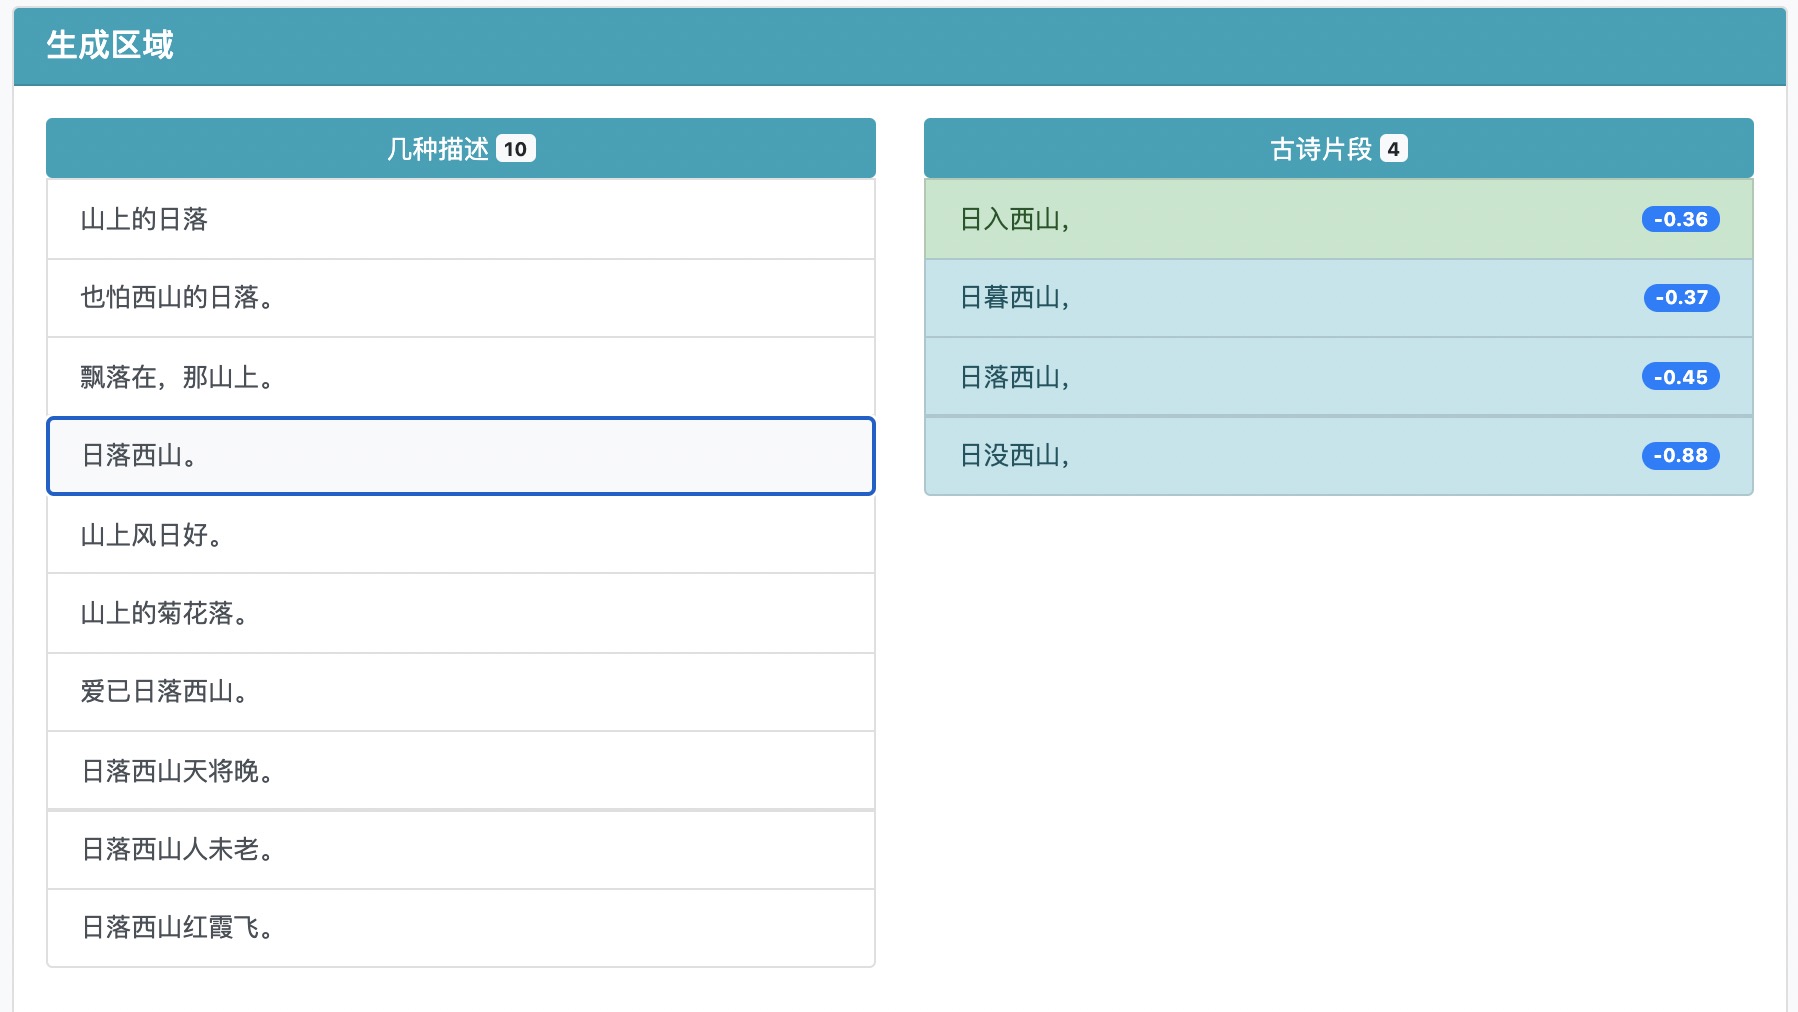 生成区域
几种描述 10
山上的日落
也怕西山的日落。
飘落在，那山上。
日落西山。
山上风日好。
山上的菊花落。
爱已日落西山。
日落西山天将晚。
日落西山人未老。
日落西山红霞飞。
古诗片段 4
日入西山， -0.36
日暮西山， -0.37
日落西山， -0.45
日没西山， -0.88